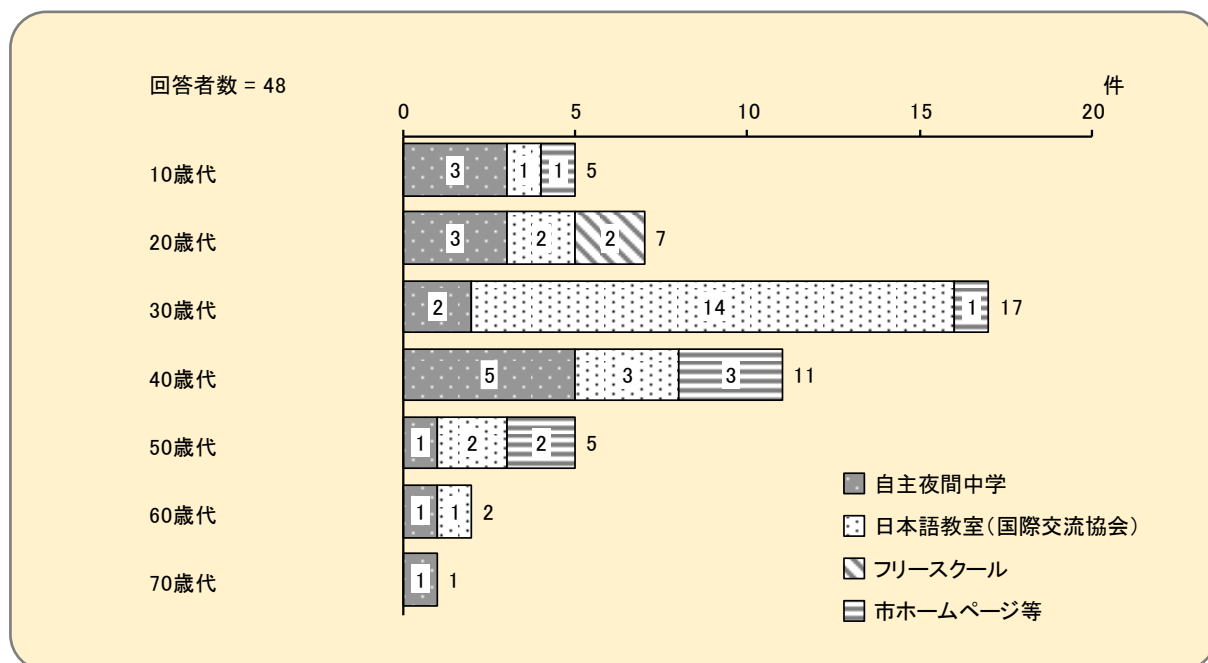 回答者数 = 48
件
0 5 10 15 20
10歳代 3 1 1 5
20歳代 3 2 2 7
30歳代 2 14 1 17
40歳代 5 3 3 11
50歳代 1 2 2 5
60歳代 1 1 2
70歳代 1 1
自主夜間中学
日本語教室(国際交流協会)
フリースクール
市ホームページ等